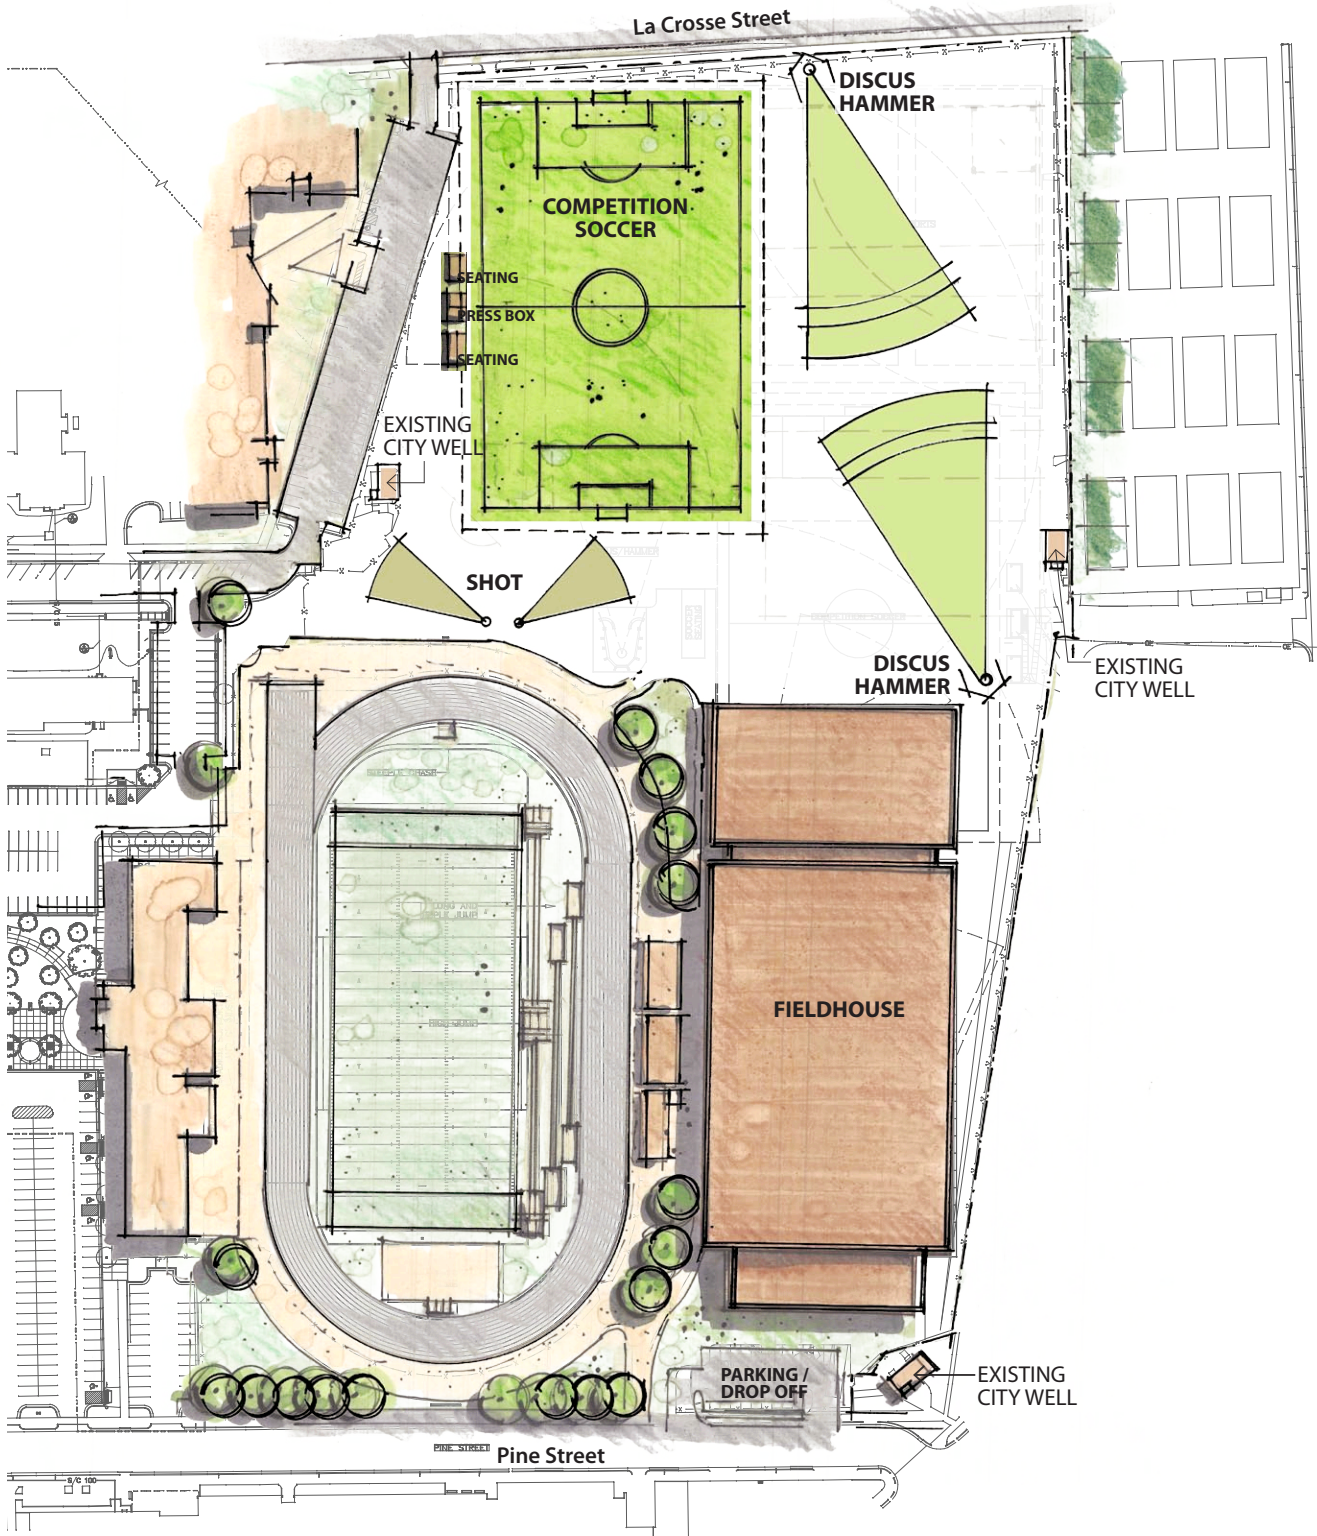 La Crosse Street
DISCUS
HAMMER
COMPETITION
SOCCER
SEATING
PRESS BOX
SEATING
EXISTING
CITY WELL
SHOT
DISCUS
HAMMER
EXISTING
CITY WELL
FIELDHOUSE
PARKING /
DROP OFF
EXISTING
CITY WELL
PINE STREET
Pine Street
S/C 100